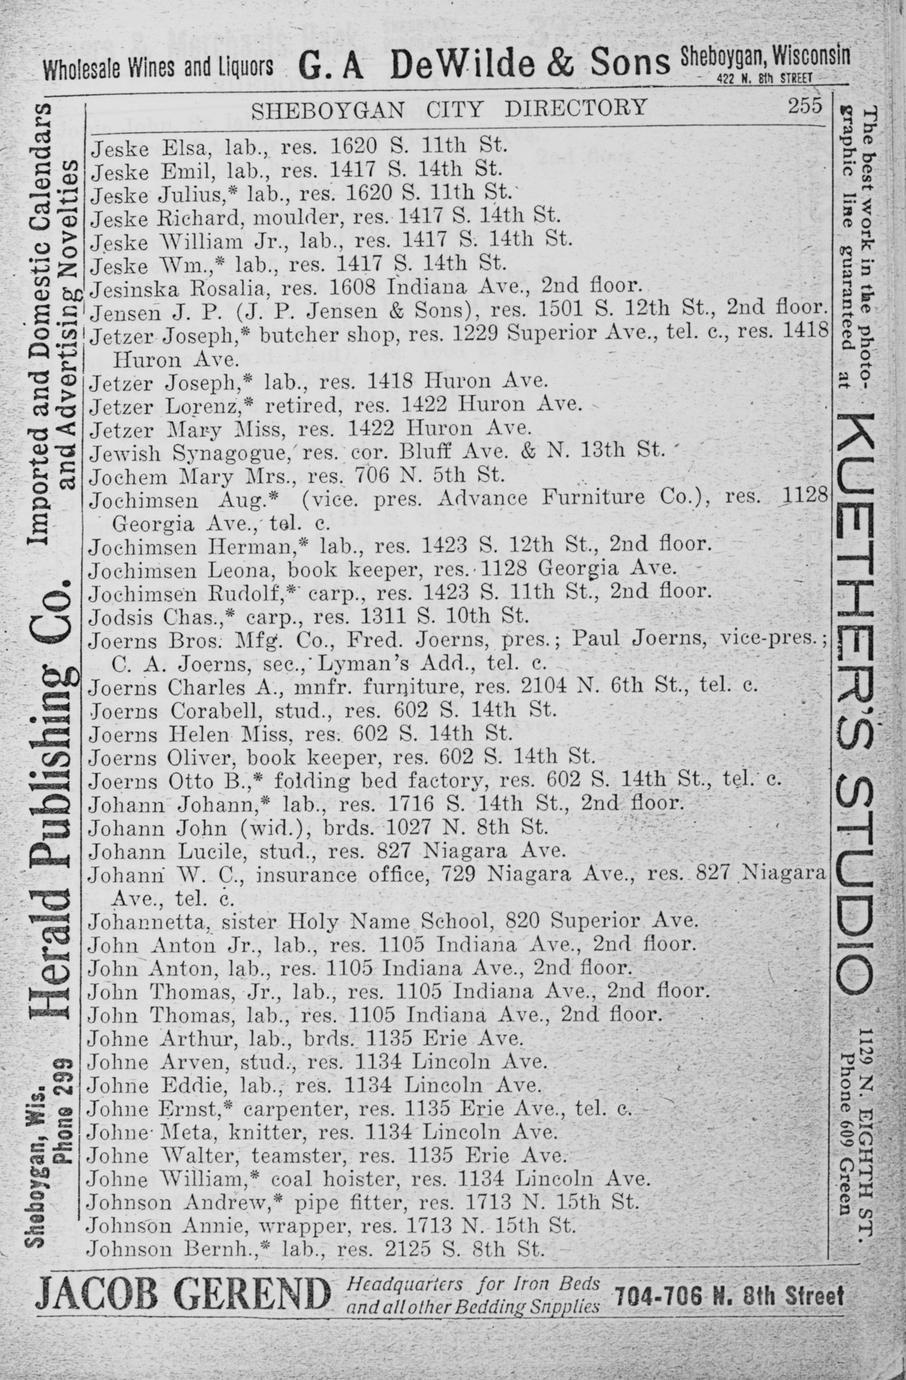 Wholesale Wines and Liquors G. A DeWilde & Sons Sheboygan, Wisconsin
422 N. 8th STREET
SHEBOYGAN CITY DIRECTORY 255
Jeske Elsa, lab., res. 1620 S. 11th St.
Jeske Emil, lab., res. 1417 S. 14th St.
Jeske Julius,* lab., res. 1620 S. 11th St.
Jeske Richard, moulder, res. 1417 S. 14th St.
Jeske William Jr., lab., res. 1417 S. 14th St.
Jeske Wm.,* lab., res. 1417 S. 14th St.
Jesinska Rosalia, res. 1608 Indiana Ave., 2nd floor.
Jensen J. P. (J. P. Jensen & Sons), res. 1501 S. 12th St., 2nd floor.
Jetzer Joseph,* butcher shop, res. 1229 Superior Ave., tel. c., res. 1418
Huron Ave.
Jetzer Joseph,* lab., res. 1418 Huron Ave.
Jetzer Lorenz,* retired, res. 1422 Huron Ave.
Jetzer Mary Miss, res. 1422 Huron Ave.
Jewish Synagogue, res. cor. Bluff Ave. & N. 13th St.
Jochem Mary Mrs., res. 706 N. 5th St.
Jochimsen Aug.* (vice. pres. Advance Furniture Co.), res. 1128
Georgia Ave., tel. c.
Jochimsen Herman,* lab., res. 1423 S. 12th St., 2nd floor.
Jochimsen Leona, book keeper, res. 1128 Georgia Ave.
Jochimsen Rudolf,* carp., res. 1423 S. 11th St., 2nd floor.
Jodsis Chas.,* carp., res. 1311 S. 10th St.
Joerns Bros. Mfg. Co., Fred. Joerns, pres.; Paul Joerns, vice-pres.;
C. A. Joerns, sec., Lyman's Add., tel. c.
Joerns Charles A., mnfr. furniture, res. 2104 N. 6th St., tel. c.
Joerns Corabell, stud., res. 602 S. 14th St.
Joerns Helen Miss, res. 602 S. 14th St.
Joerns Oliver, book keeper, res. 602 S. 14th St.
Joerns Otto B.,* folding bed factory, res. 602 S. 14th St., tel. c.
Johann Johann,* lab., res. 1716 S. 14th St., 2nd floor.
Johann John (wid.), brds. 1027 N. 8th St.
Johann Lucile, stud., res. 827 Niagara Ave.
Johann W. C., insurance office, 729 Niagara Ave., res. 827 Niagara
Ave., tel. c.
Johannetta, sister Holy Name School, 820 Superior Ave.
John Anton Jr., lab., res. 1105 Indiana Ave., 2nd floor.
John Anton, lab., res. 1105 Indiana Ave., 2nd floor.
John Thomas, Jr., lab., res. 1105 Indiana Ave., 2nd floor.
John Thomas, lab., res. 1105 Indiana Ave., 2nd floor.
Johne Arthur, lab., brds. 1135 Erie Ave.
Johne Arven, stud., res. 1134 Lincoln Ave.
Johne Eddie, lab., res. 1134 Lincoln Ave.
Johne Ernst,* carpenter, res. 1135 Erie Ave., tel. c.
Johne Meta, knitter, res. 1134 Lincoln Ave.
Johne Walter, teamster, res. 1135 Erie Ave.
Johne William,* coal hoister, res. 1134 Lincoln Ave.
Johnson Andrew,* pipe fitter, res. 1713 N. 15th St.
Johnson Annie, wrapper, res. 1713 N. 15th St.
Johnson Bernh.,* lab., res. 2125 S. 8th St.
Sheboygan, Wis.
Phone 299
Herald Publishing Co.
Imported and Domestic Calendars
and Advertising Novelties
The best work in the photo-
graphic line guaranteed at
KUETHER'S STUDIO
1129 N. EIGHTH ST.
Phone 609 Green
JACOB GEREND Headquarters for Iron Beds
and all other Bedding Snpplies 704-706 N. 8th Street